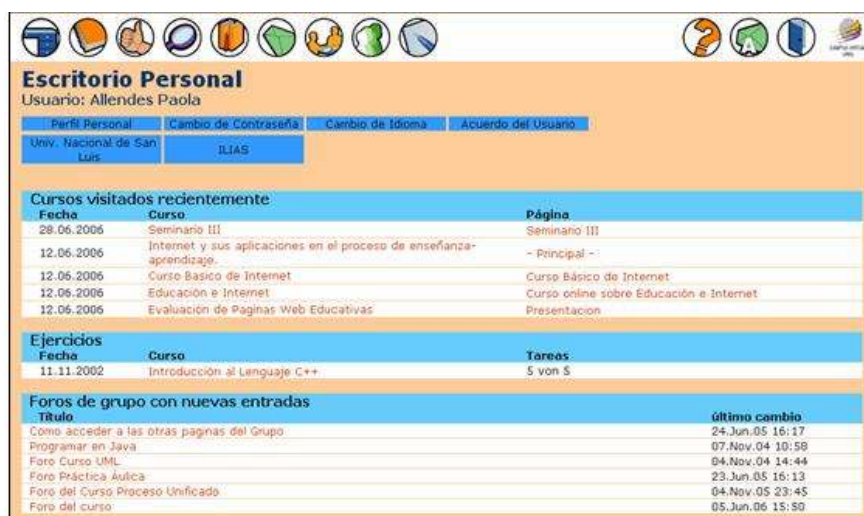 Escritorio Personal
Usuario: Allendes Paola
Perfil Personal Cambio de Contraseña Cambio de Idioma Acuerdo del Usuario
Univ. Nacional de San Luis ILIAS
Cursos visitados recientemente
Fecha Curso Página
28.06.2006 Seminario III Seminario III
12.06.2006 Internet y sus aplicaciones en el proceso de enseñanza-aprendizaje. - Principal -
12.06.2006 Curso Basico de Internet Curso Básico de Internet
12.06.2006 Educación e Internet Curso online sobre Educación e Internet
12.06.2006 Evaluación de Paginas Web Educativas Presentacion
Ejercicios
Fecha Curso Tareas
11.11.2002 Introducción al Lenguaje C++ 5 von 5
Foros de grupo con nuevas entradas
Título último cambio
Como acceder a las otras paginas del Grupo 24.Jun.05 16:17
Programar en Java 07.Nov.04 10:58
Foro Curso UML 04.Nov.04 14:44
Foro Práctica Áulica 23.Jun.05 16:13
Foro del Curso Proceso Unificado 04.Nov.05 23:45
Foro del curso 05.Jun.06 15:50